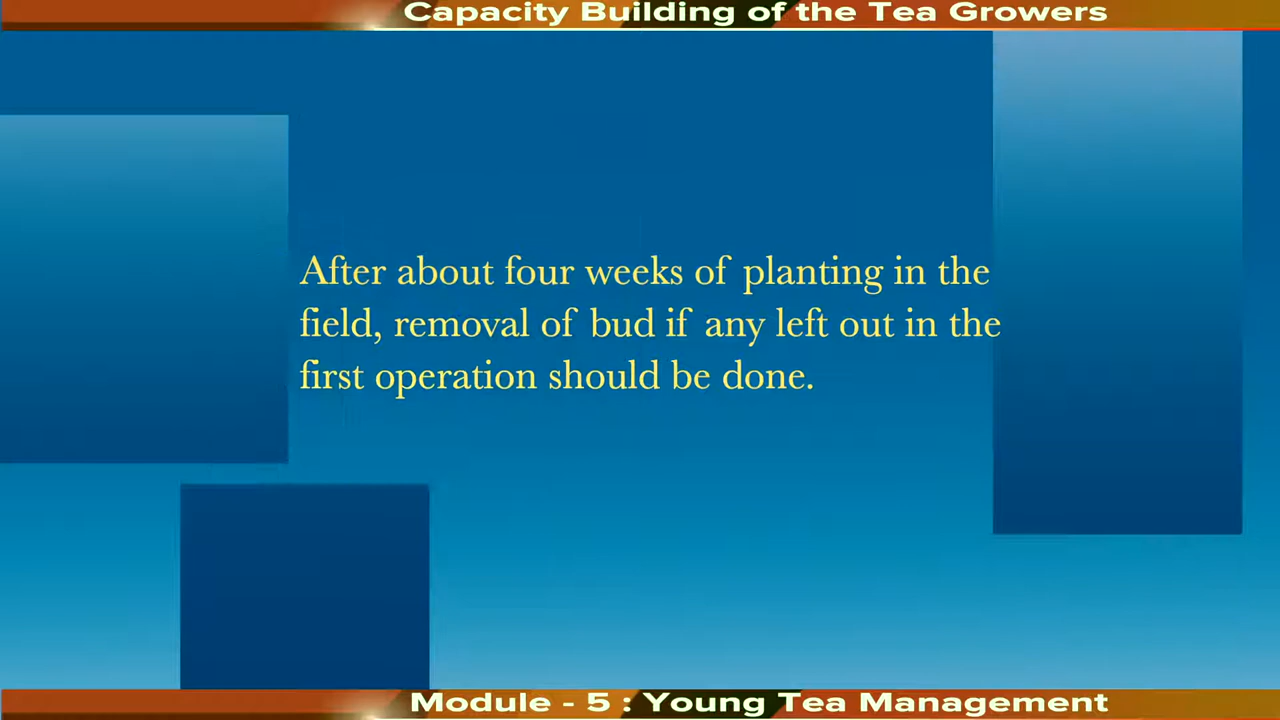 Capacity Building of the Tea Growers
After about four weeks of planting in the
field, removal of bud if any left out in the
first operation should be done.
Module - 5 : Young Tea Management